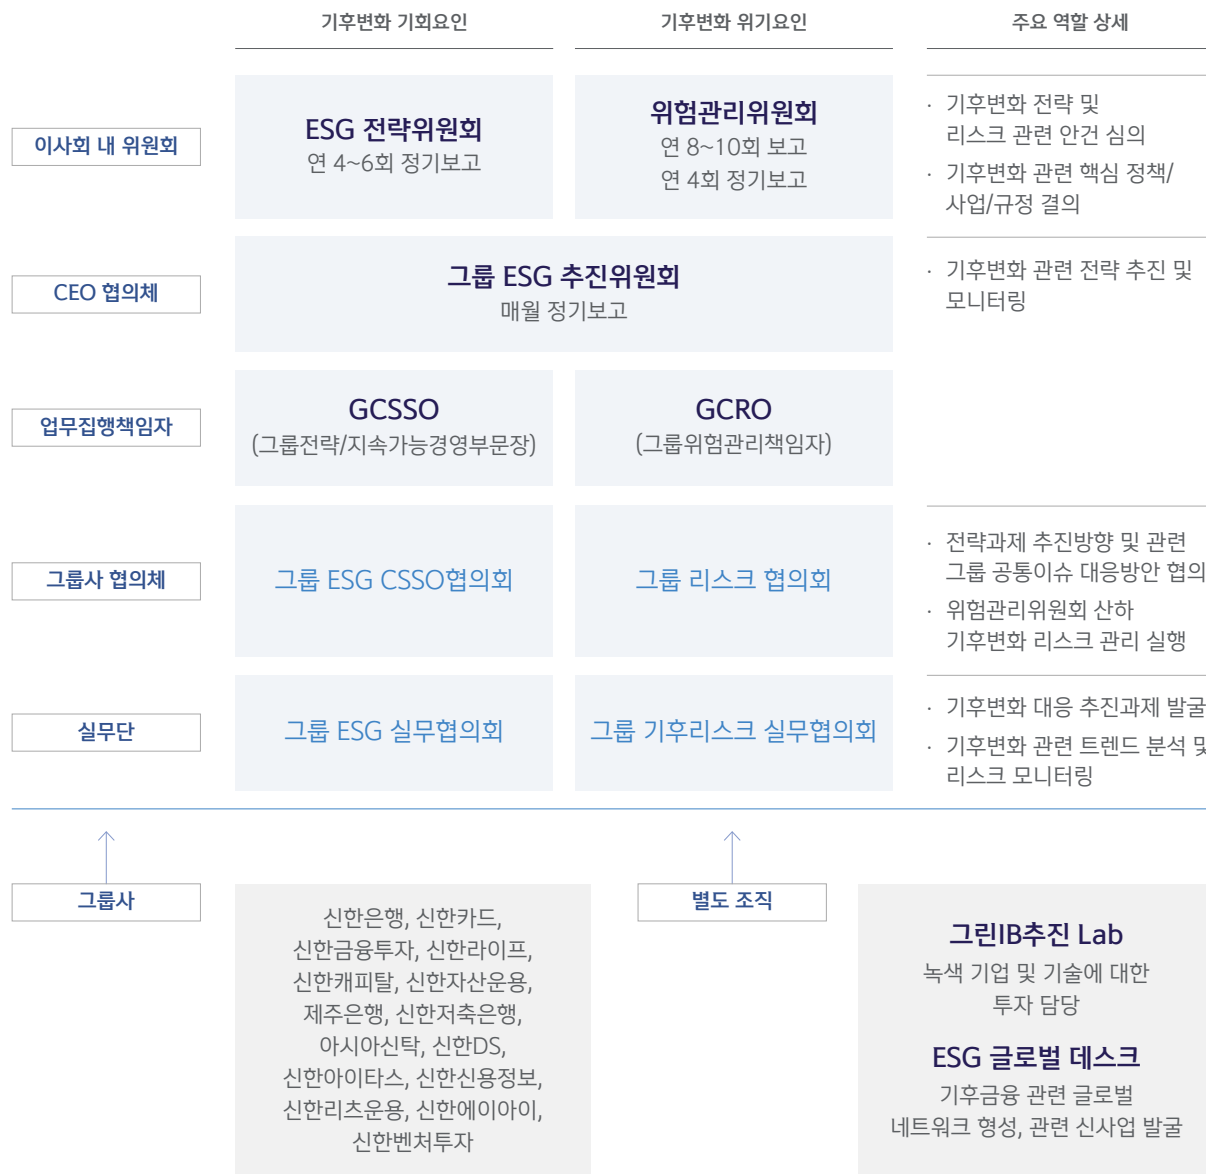 기후변화 기회요인
기후변화 위기요인
주요 역할 상세
이사회 내 위원회
ESG 전략위원회
연 4~6회 정기보고
위험관리위원회
연 8~10회 보고
연 4회 정기보고
· 기후변화 전략 및
리스크 관련 안건 심의
· 기후변화 관련 핵심 정책/
사업/규정 결의
CEO 협의체
그룹 ESG 추진위원회
매월 정기보고
· 기후변화 관련 전략 추진 및
모니터링
업무집행책임자
GCSSO
(그룹전략/지속가능경영부문장)
GCRO
(그룹위험관리책임자)
그룹사 협의체
그룹 ESG CSSO협의회
그룹 리스크 협의회
· 전략과제 추진방향 및 관련
그룹 공통이슈 대응방안 협의
· 위험관리위원회 산하
기후변화 리스크 관리 실행
실무단
그룹 ESG 실무협의회
그룹 기후리스크 실무협의회
· 기후변화 대응 추진과제 발굴
· 기후변화 관련 트렌드 분석 및
리스크 모니터링
그룹사
신한은행, 신한카드,
신한금융투자, 신한라이프,
신한캐피탈, 신한자산운용,
제주은행, 신한저축은행,
아시아신탁, 신한DS,
신한아이타스, 신한신용정보,
신한리츠운용, 신한에이아이,
신한벤처투자
별도 조직
그린IB추진 Lab
녹색 기업 및 기술에 대한
투자 담당
ESG 글로벌 데스크
기후금융 관련 글로벌
네트워크 형성, 관련 신사업 발굴